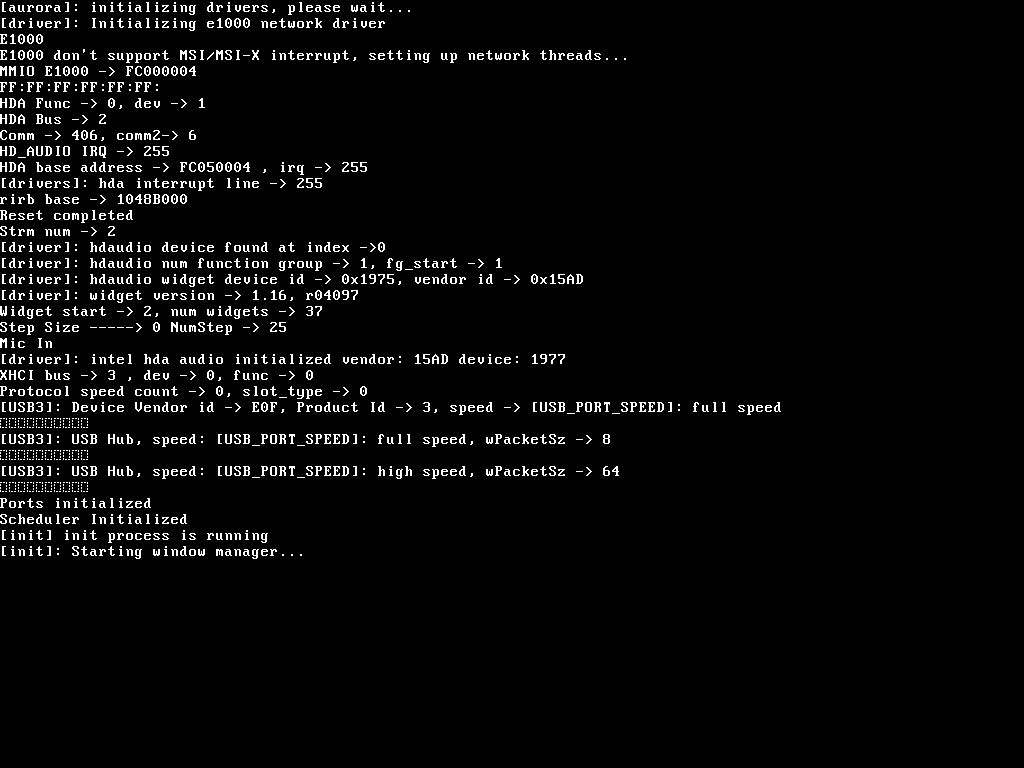 [aurora]: initializing drivers, please wait...
[driver]: Initializing e1000 network driver
E1000
E1000 don't support MSI/MSI-X interrupt, setting up network threads...
MMIO E1000 -> FC000004
FF:FF:FF:FF:FF:FF:
HDA Func -> 0, dev -> 1
HDA Bus -> 2
Comm -> 406, comm2-> 6
HD_AUDIO IRQ -> 255
HDA base address -> FC050004 , irq -> 255
[drivers]: hda interrupt line -> 255
rirb base -> 1048B000
Reset completed
Strm num -> 2
[driver]: hdaudio device found at index ->0
[driver]: hdaudio num function group -> 1, fg_start -> 1
[driver]: hdaudio widget device id -> 0x1975, vendor id -> 0x15AD
[driver]: widget version -> 1.16, r04097
Widget start -> 2, num widgets -> 37
Step Size -----> 0 NumStep -> 25
Mic In
[driver]: intel hda audio initialized vendor: 15AD device: 1977
XHCI bus -> 3 , dev -> 0, func -> 0
Protocol speed count -> 0, slot_type -> 0
[USB3]: Device Vendor id -> E0F, Product Id -> 3, speed -> [USB_PORT_SPEED]: full speed
[USB3]: USB Hub, speed: [USB_PORT_SPEED]: full speed, wPacketSz -> 8
[USB3]: USB Hub, speed: [USB_PORT_SPEED]: high speed, wPacketSz -> 64
Ports initialized
Scheduler Initialized
[init] init process is running
[init]: Starting window manager...